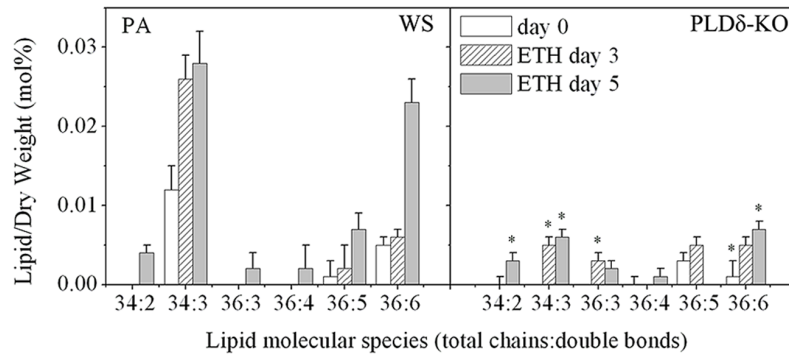 PA WS PLDδ-KO
day 0
ETH day 3
ETH day 5
Lipid/Dry Weight (mol%)
0.03
0.02
0.01
0.00
* * * * * *
34:2 34:3 36:3 36:4 36:5 36:6 34:2 34:3 36:3 36:4 36:5 36:6
Lipid molecular species (total chains:double bonds)